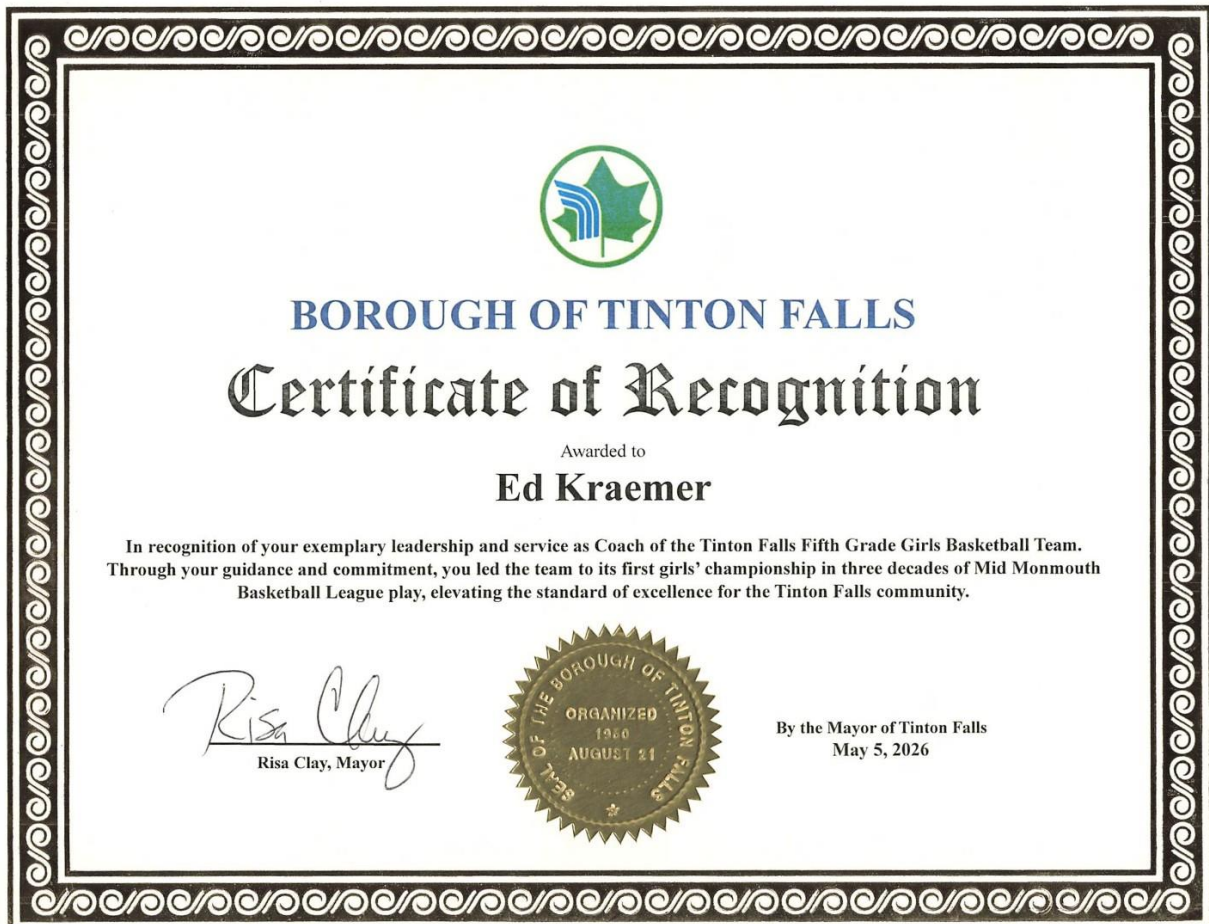 BOROUGH OF TINTON FALLS
Certificate of Recognition
Awarded to
Ed Kraemer
In recognition of your exemplary leadership and service as Coach of the Tinton Falls Fifth Grade Girls Basketball Team.
Through your guidance and commitment, you led the team to its first girls’ championship in three decades of Mid Monmouth
Basketball League play, elevating the standard of excellence for the Tinton Falls community.
Risa Clay
Risa Clay, Mayor
SEAL OF THE BOROUGH OF TINTON FALLS
ORGANIZED
1950
AUGUST 21
By the Mayor of Tinton Falls
May 5, 2026